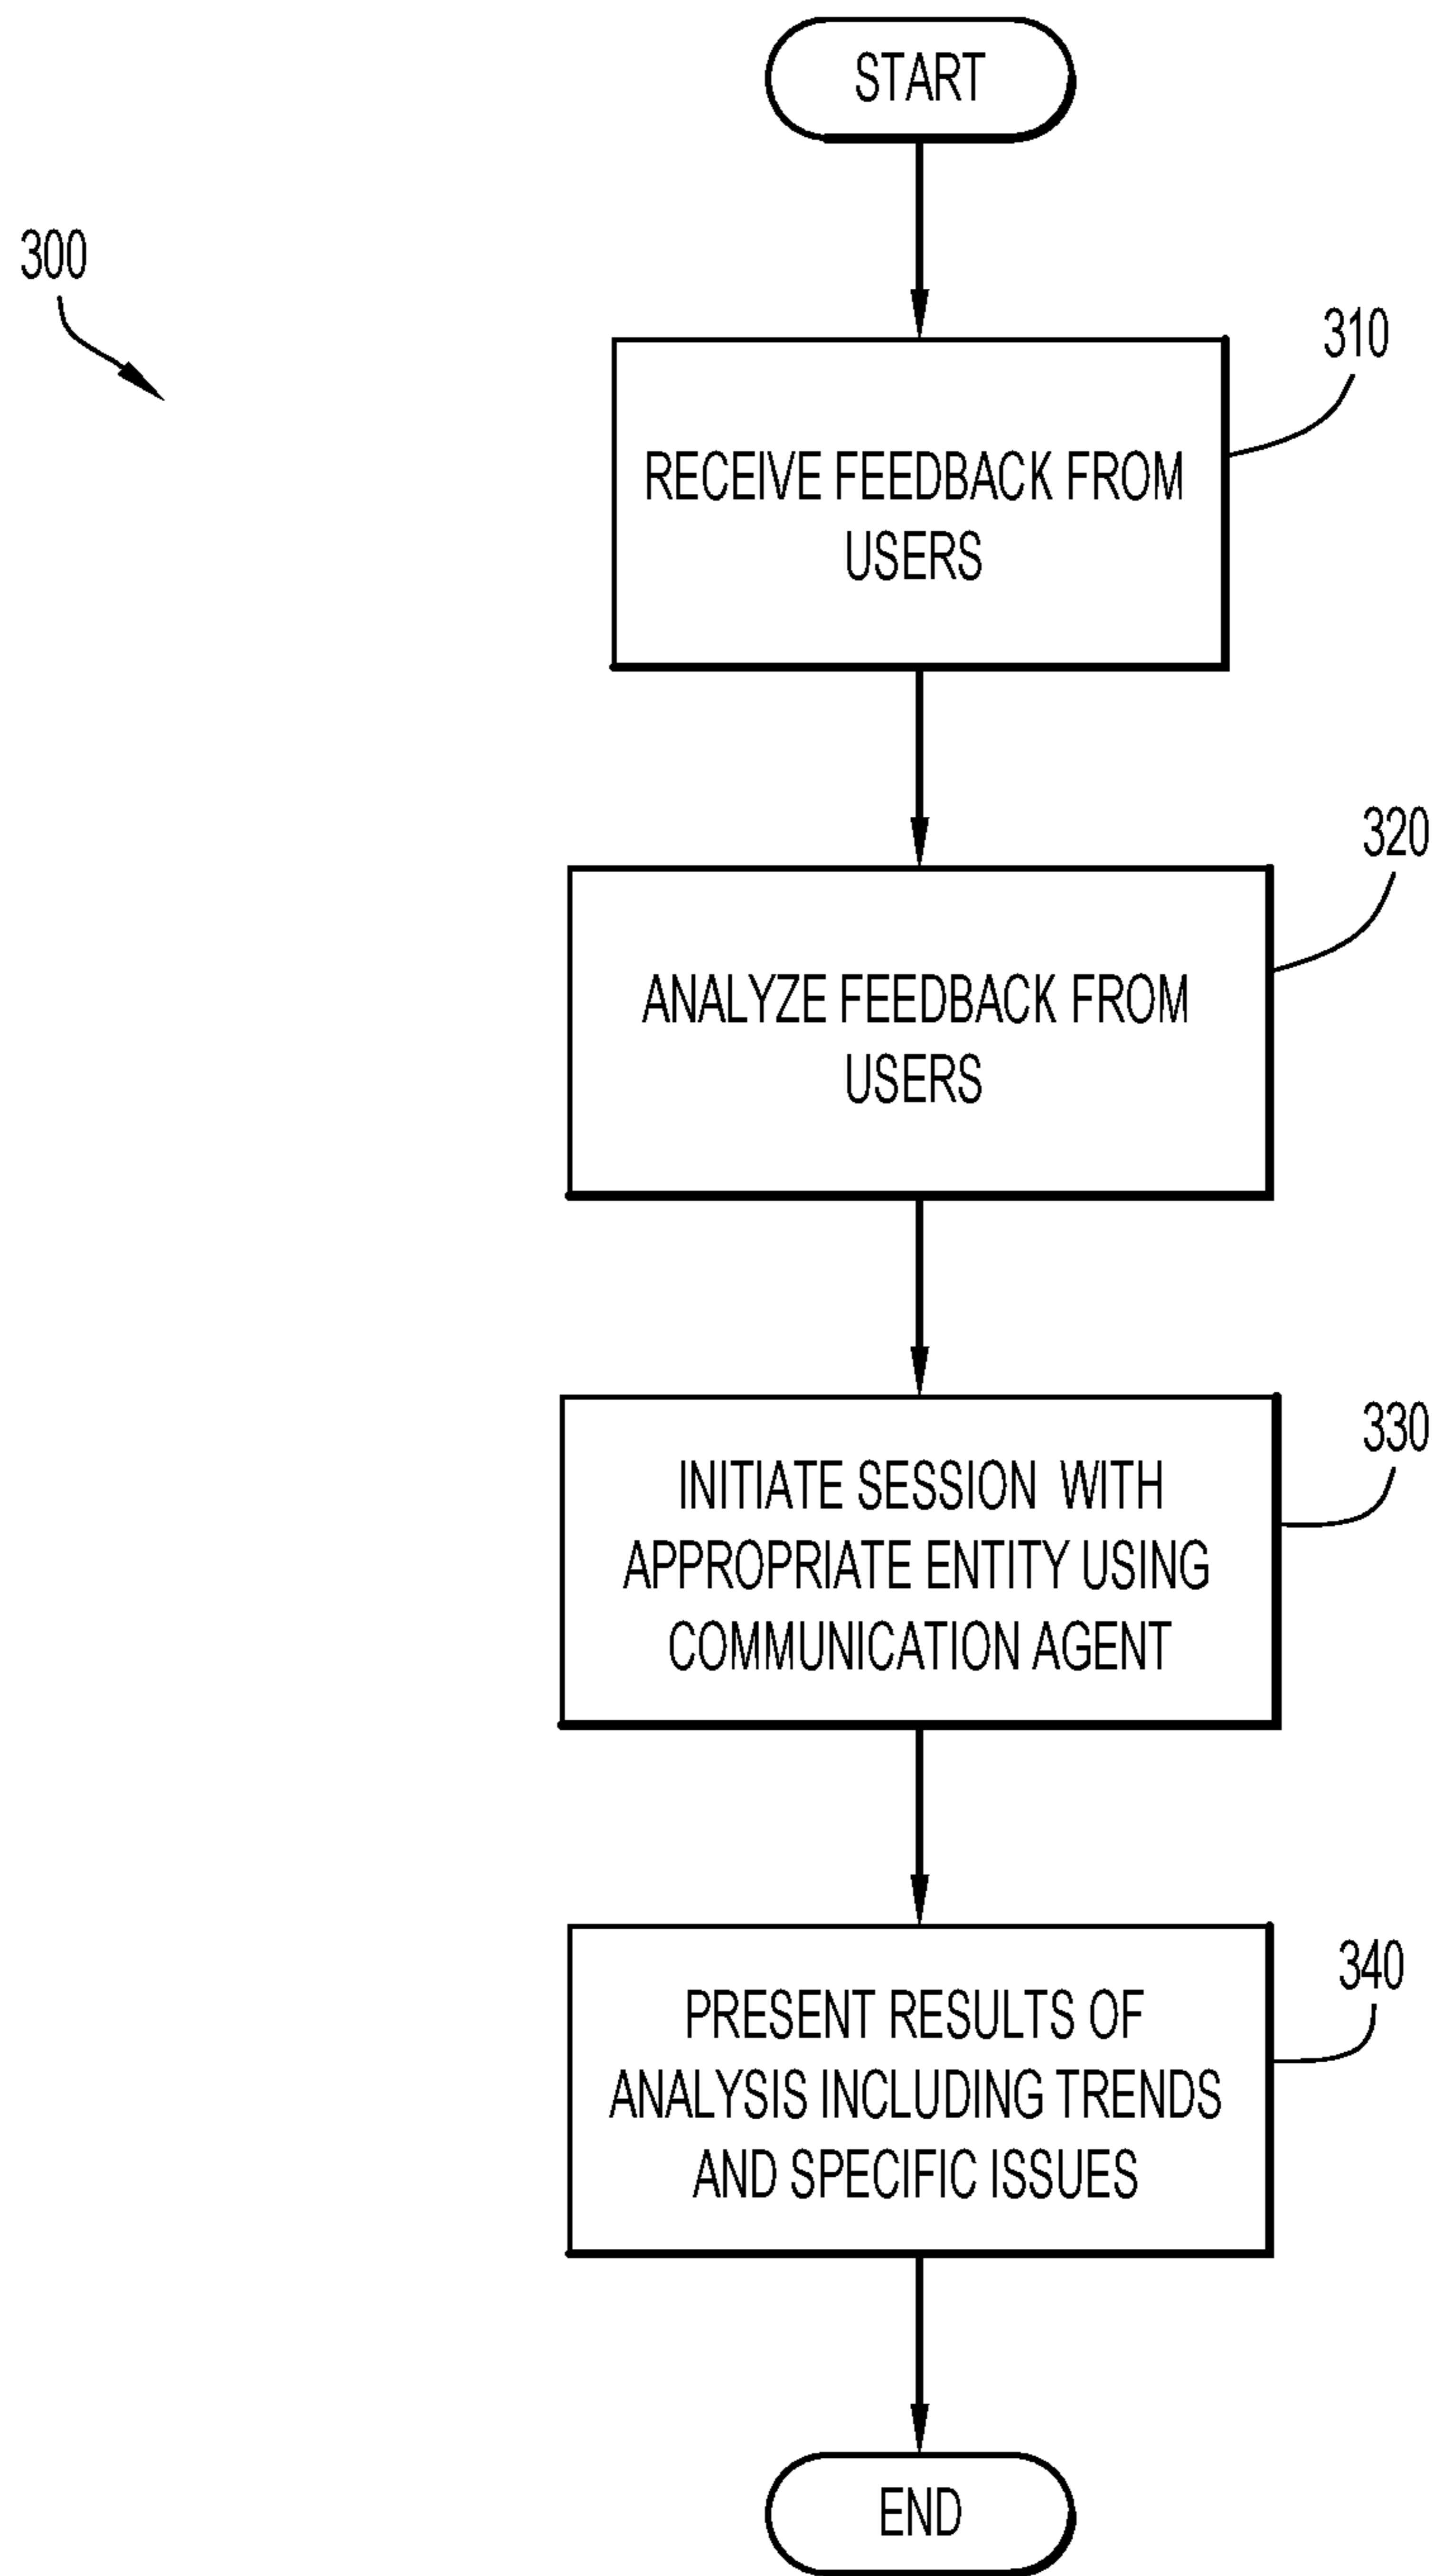 START
300
310
RECEIVE FEEDBACK FROM
USERS
320
ANALYZE FEEDBACK FROM
USERS
330
INITIATE SESSION WITH
APPROPRIATE ENTITY USING
COMMUNICATION AGENT
340
PRESENT RESULTS OF
ANALYSIS INCLUDING TRENDS
AND SPECIFIC ISSUES
END